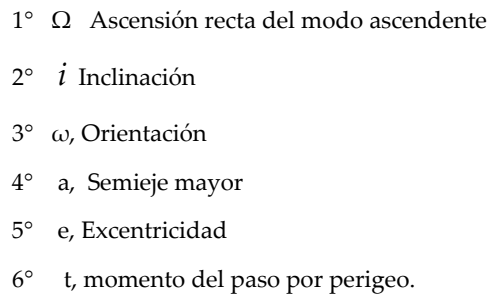 1° Ω Ascensión recta del modo ascendente
2° i Inclinación
3° ω, Orientación
4° a, Semieje mayor
5° e, Excentricidad
6° t, momento del paso por perigeo.